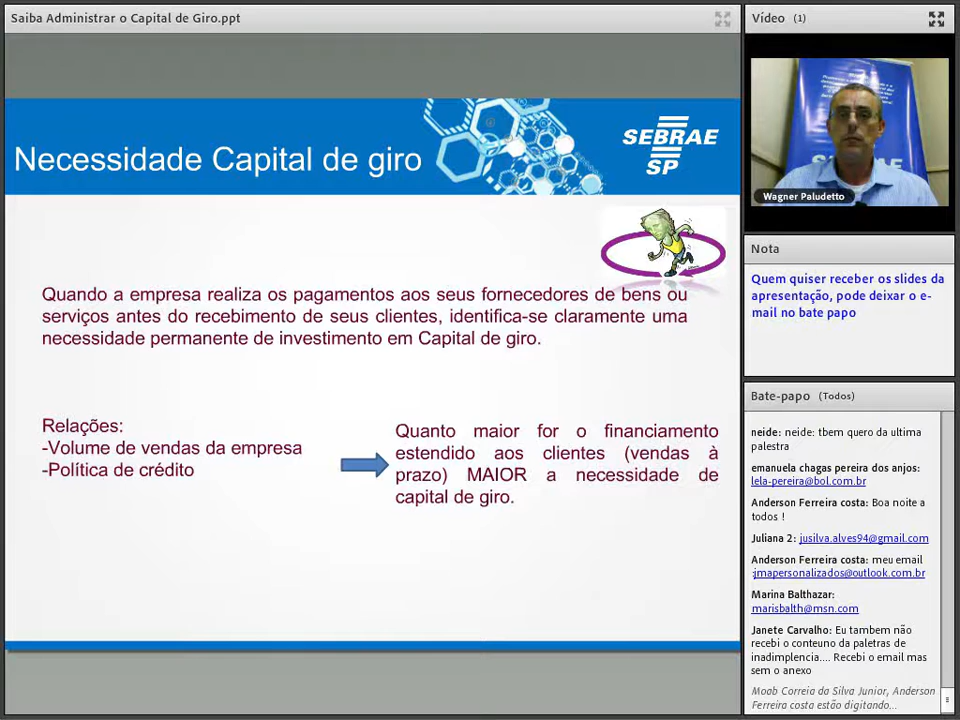 Saiba Administrar o Capital de Giro.ppt
Necessidade Capital de giro
SEBRAE
SP
Quando a empresa realiza os pagamentos aos seus fornecedores de bens ou
serviços antes do recebimento de seus clientes, identifica-se claramente uma
necessidade permanente de investimento em Capital de giro.
Relações:
-Volume de vendas da empresa
-Política de crédito
Quanto maior for o financiamento
estendido aos clientes (vendas à
prazo) MAIOR a necessidade de
capital de giro.
Vídeo (1)
Wagner Paludetto
Nota
Quem quiser receber os slides da
apresentação, pode deixar o e-
mail no bate papo
Bate-papo (Todos)
neide: neide: tbem quero da ultima
palestra
emanuela chagas pereira dos anjos:
lela-pereira@bol.com.br
Anderson Ferreira costa: Boa noite a
todos !
Juliana 2: jusilva.alves94@gmail.com
Anderson Ferreira costa: meu email
:jmapersonalizados@outlook.com.br
Marina Balthazar:
marisbalth@msn.com
Janete Carvalho: Eu tambem não
recebi o conteuno da paletras de
inadimplencia.... Recebi o email mas
sem o anexo
Moab Correia da Silva Junior, Anderson
Ferreira costa estão digitando...